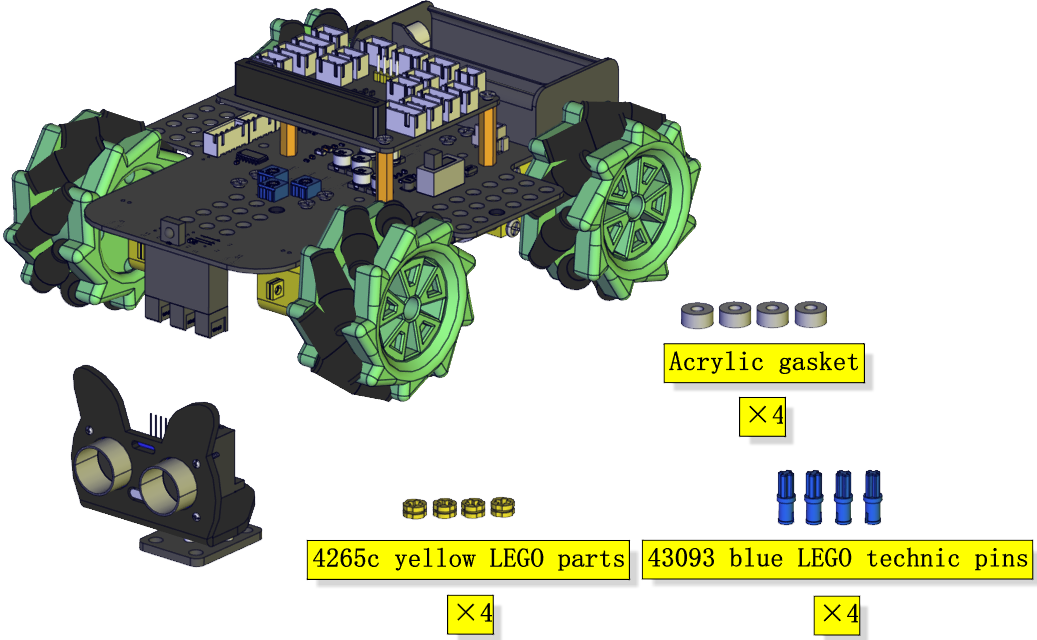 Acrylic gasket
×4
4265c yellow LEGO parts
×4
43093 blue LEGO technic pins
×4